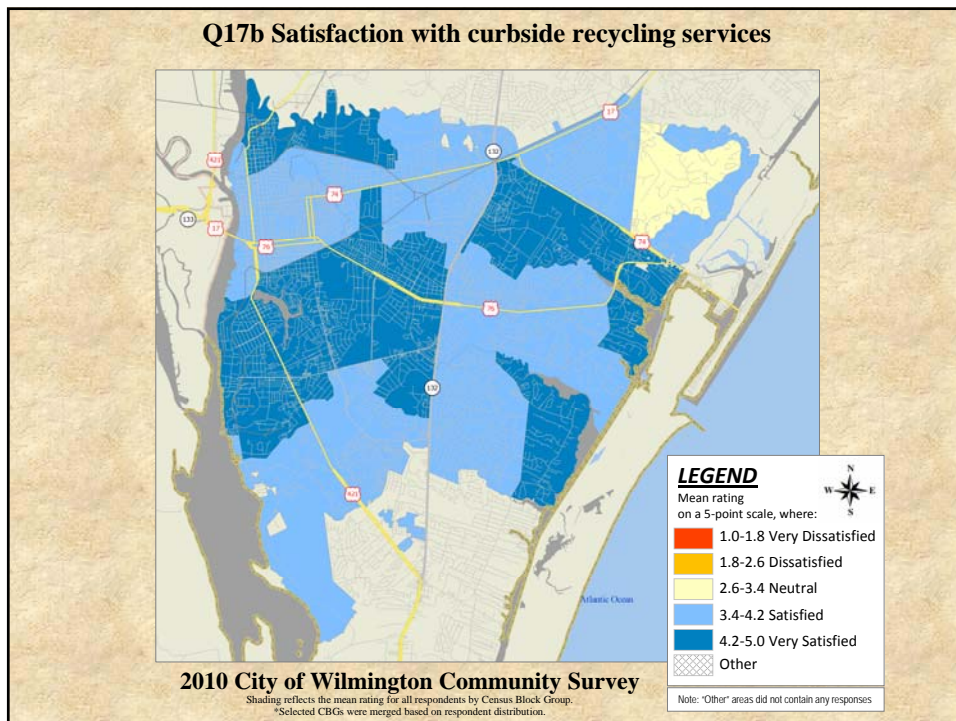 Q17b Satisfaction with curbside recycling services
17
132
421
74
133
17
76
74
76
132
421
Atlantic Ocean
LEGEND
Mean rating
on a 5-point scale, where:
N
W E
S
1.0-1.8 Very Dissatisfied
1.8-2.6 Dissatisfied
2.6-3.4 Neutral
3.4-4.2 Satisfied
4.2-5.0 Very Satisfied
Other
Note: "Other" areas did not contain any responses
2010 City of Wilmington Community Survey
Shading reflects the mean rating for all respondents by Census Block Group.
*Selected CBGs were merged based on respondent distribution.